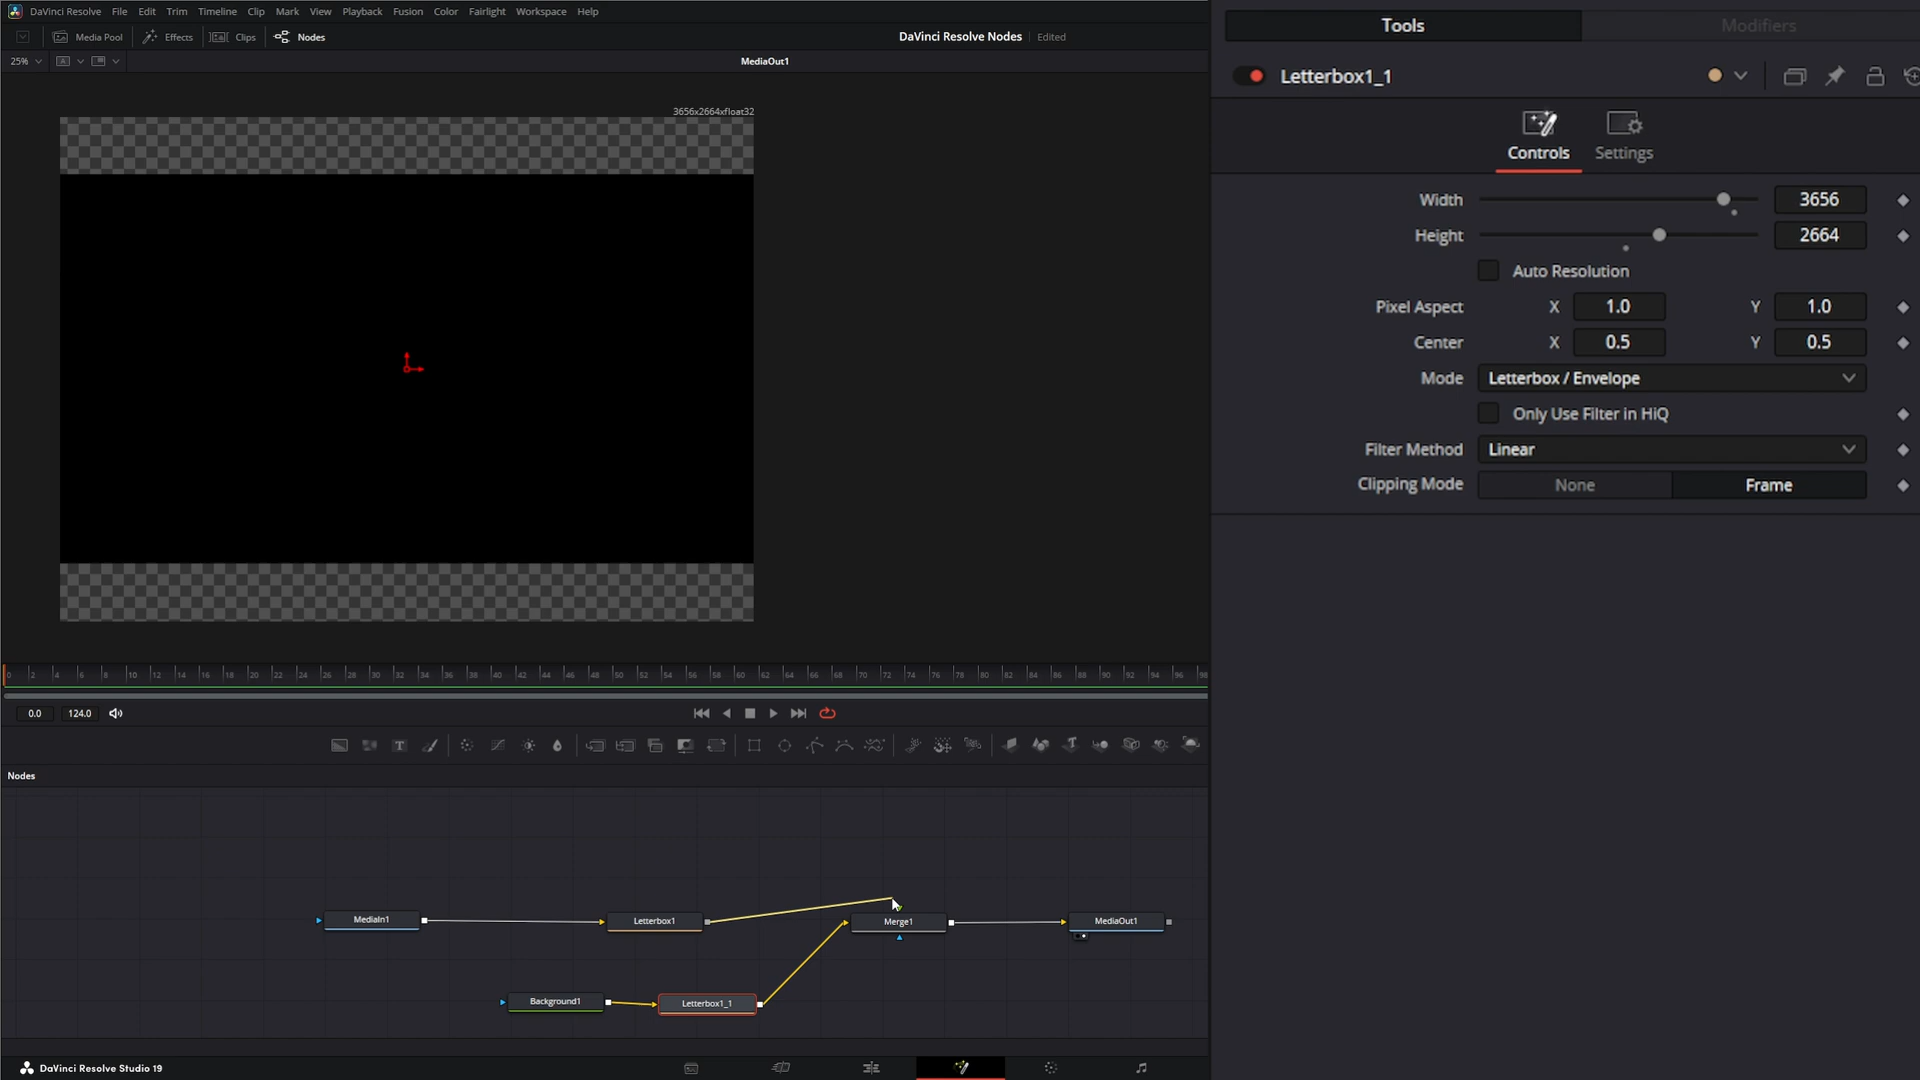 DaVinci Resolve File Edit Trim Timeline Clip Mark View Playback Fusion Color Fairlight Workspace Help
Media Pool Effects Clips Nodes DaVinci Resolve Nodes Edited
25% A MediaOut1
3656x2664xfloat32
0 2 4 6 8 10 12 14 16 18 20 22 24 26 28 30 32 34 36 38 40 42 44 46 48 50 52 54 56 58 60 62 64 66 68 70 72 74 76 78 80 82 84 86 88 90 92 94 96 98
0.0 124.0
Nodes
MediaIn1 Letterbox1 Merge1 MediaOut1
Background1 Letterbox1_1
DaVinci Resolve Studio 19
Tools Modifiers
Letterbox1_1
Controls Settings
Width 3656
Height 2664
Auto Resolution
Pixel Aspect X 1.0 Y 1.0
Center X 0.5 Y 0.5
Mode Letterbox / Envelope
Only Use Filter in HiQ
Filter Method Linear
Clipping Mode None Frame